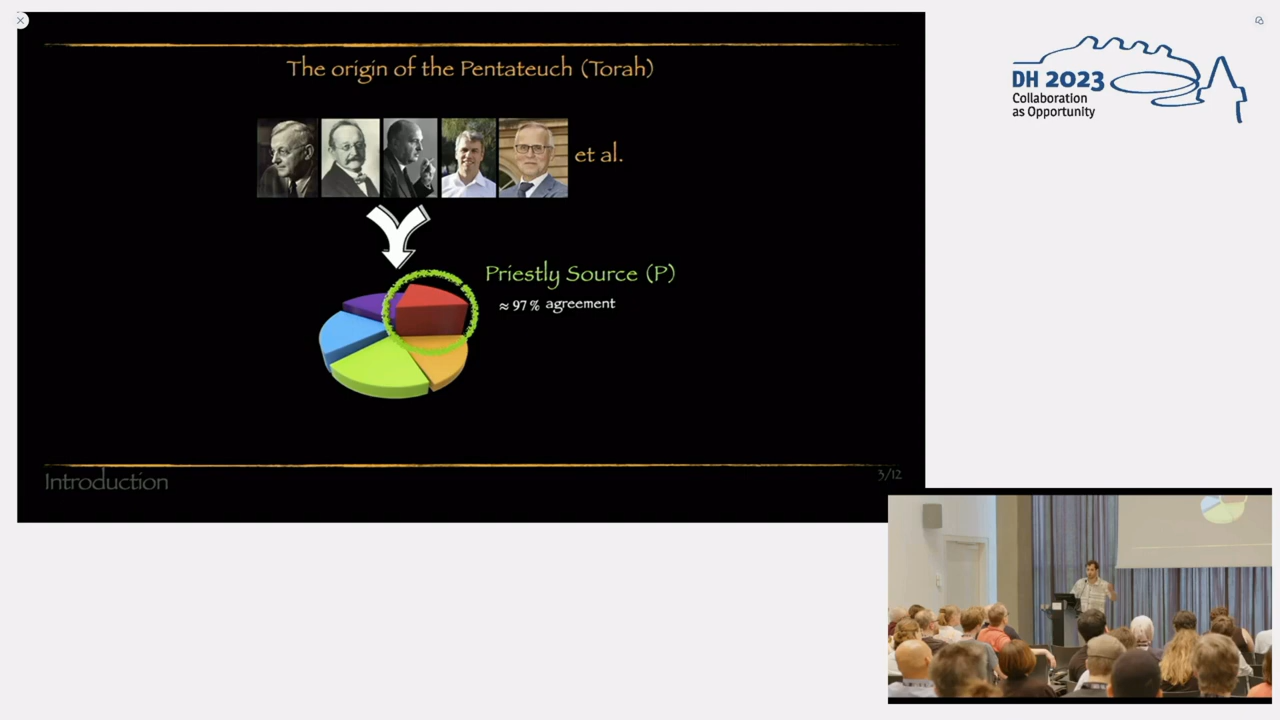 The origin of the Pentateuch (Torah)
et al.
Priestly Source (P)
≈ 97 % agreement
Introduction
3/12
DH 2023
Collaboration
as Opportunity